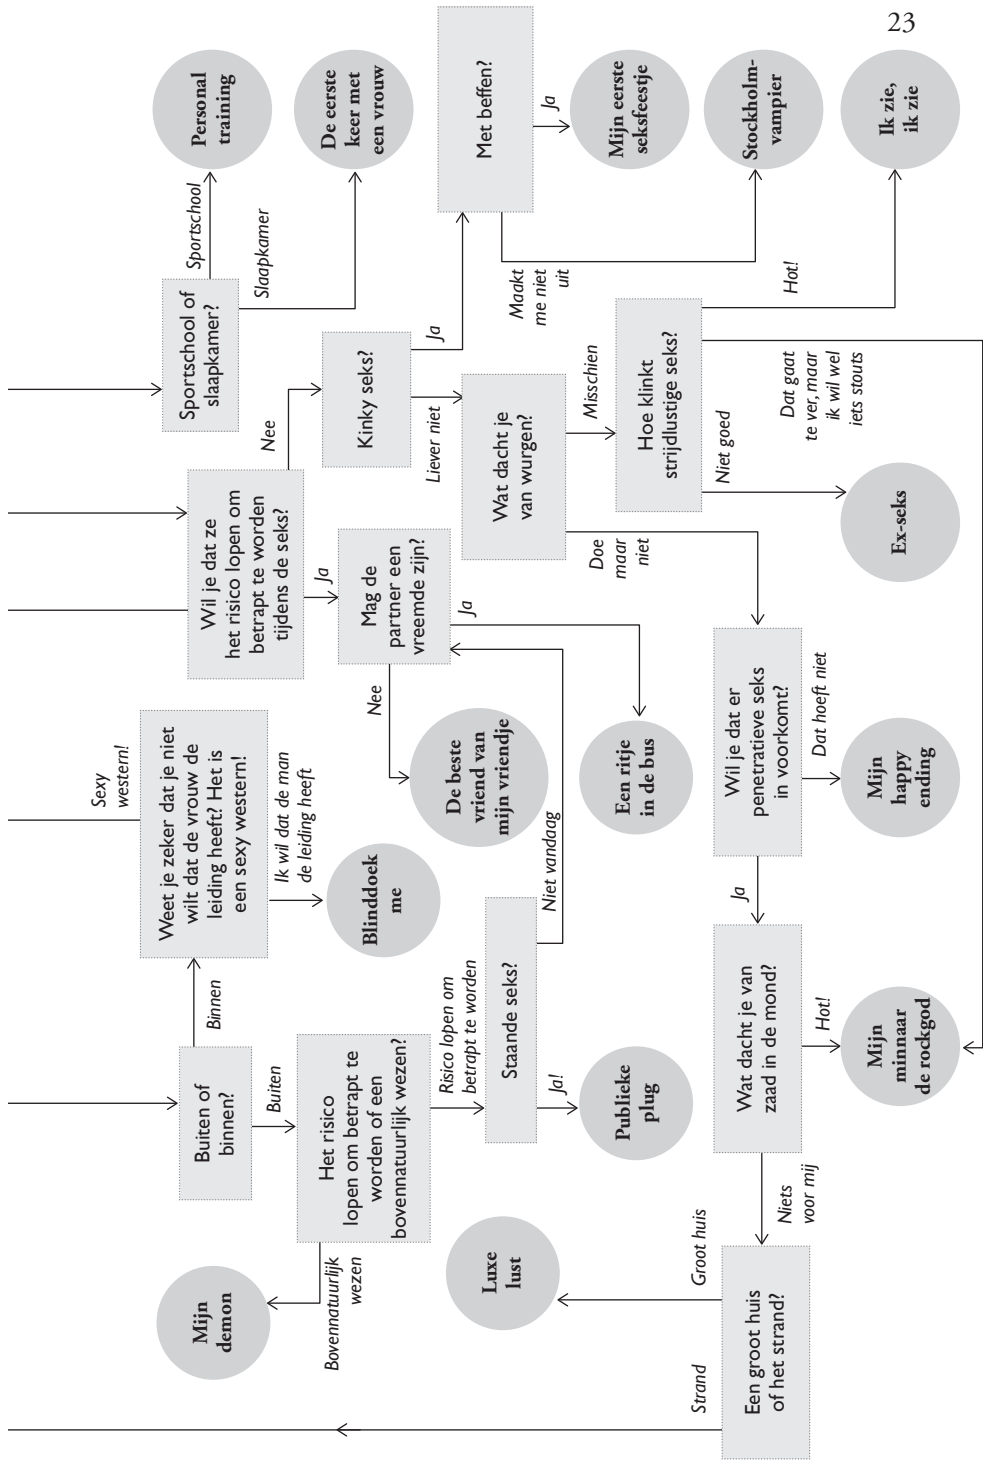 23
Personal
training
De eerste
keer met
een vrouw
Sportschool
Slaapkamer
Sportschool of
slaapkamer?
Met beffen?
Ja
Mijn eerste
seksfeestje
Maakt
me niet
uit
Stockholm-
vampier
Ik zie,
ik zie
Nee
Kinky seks?
Ja
Liever niet
Wat dacht je
van wurgen?
Misschien
Hoe klinkt
strijdlustige seks?
Hot!
Dat gaat
te ver, maar
ik wil wel
iets stouts
Niet goed
Ex-seks
Doe
maar
niet
Wil je dat ze
het risico lopen om
betrapt te worden
tijdens de seks?
Ja
Mag de
partner een
vreemde zijn?
Ja
Nee
De beste
vriend van
mijn vriendje
Een ritje
in de bus
Wil je dat er
penetratieve seks
in voorkomt?
Dat hoeft niet
Mijn
happy
ending
Ja
Sexy
western!
Weet je zeker dat je niet
wilt dat de vrouw de
leiding heeft? Het is
een sexy western!
Ik wil dat de man
de leiding heeft
Blinddoek
me
Niet vandaag
Wat dacht je van
zaad in de mond?
Hot!
Mijn
minnaar
de rockgod
Binnen
Buiten of
binnen?
Buiten
Het risico
lopen om betrapt te
worden of een
bovennatuurlijk wezen?
Risico lopen om
betrapt te worden
Staande seks?
Ja!
Publieke
plug
Niets
voor mij
Bovennatuurlijk
wezen
Mijn
demon
Luxe
lust
Groot huis
Een groot huis
of het strand?
Strand